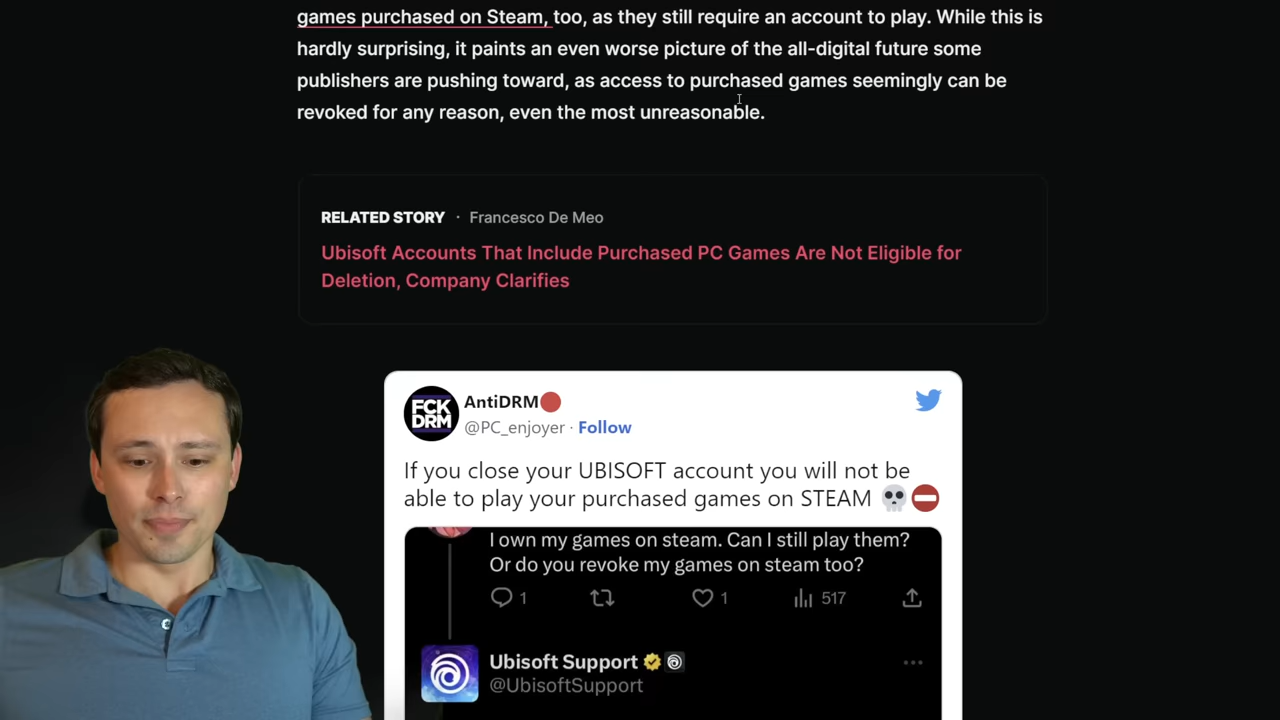 games purchased on Steam, too, as they still require an account to play. While this is
hardly surprising, it paints an even worse picture of the all-digital future some
publishers are pushing toward, as access to purchased games seemingly can be
revoked for any reason, even the most unreasonable.
RELATED STORY · Francesco De Meo
Ubisoft Accounts That Include Purchased PC Games Are Not Eligible for
Deletion, Company Clarifies
FCK
DRM
AntiDRM🔴
@PC_enjoyer · Follow
If you close your UBISOFT account you will not be
able to play your purchased games on STEAM 💀⛔
I own my games on steam. Can I still play them?
Or do you revoke my games on steam too?
1
1
517
Ubisoft Support
@UbisoftSupport